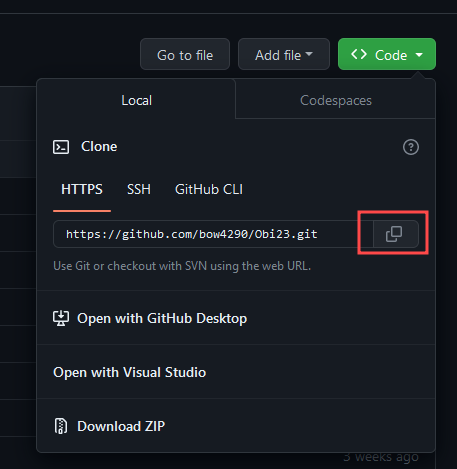 Go to file Add file Code
Local Codespaces
Clone
HTTPS SSH GitHub CLI
https://github.com/bow4290/Obi23.git
Use Git or checkout with SVN using the web URL.
Open with GitHub Desktop
Open with Visual Studio
Download ZIP
3 weeks ago